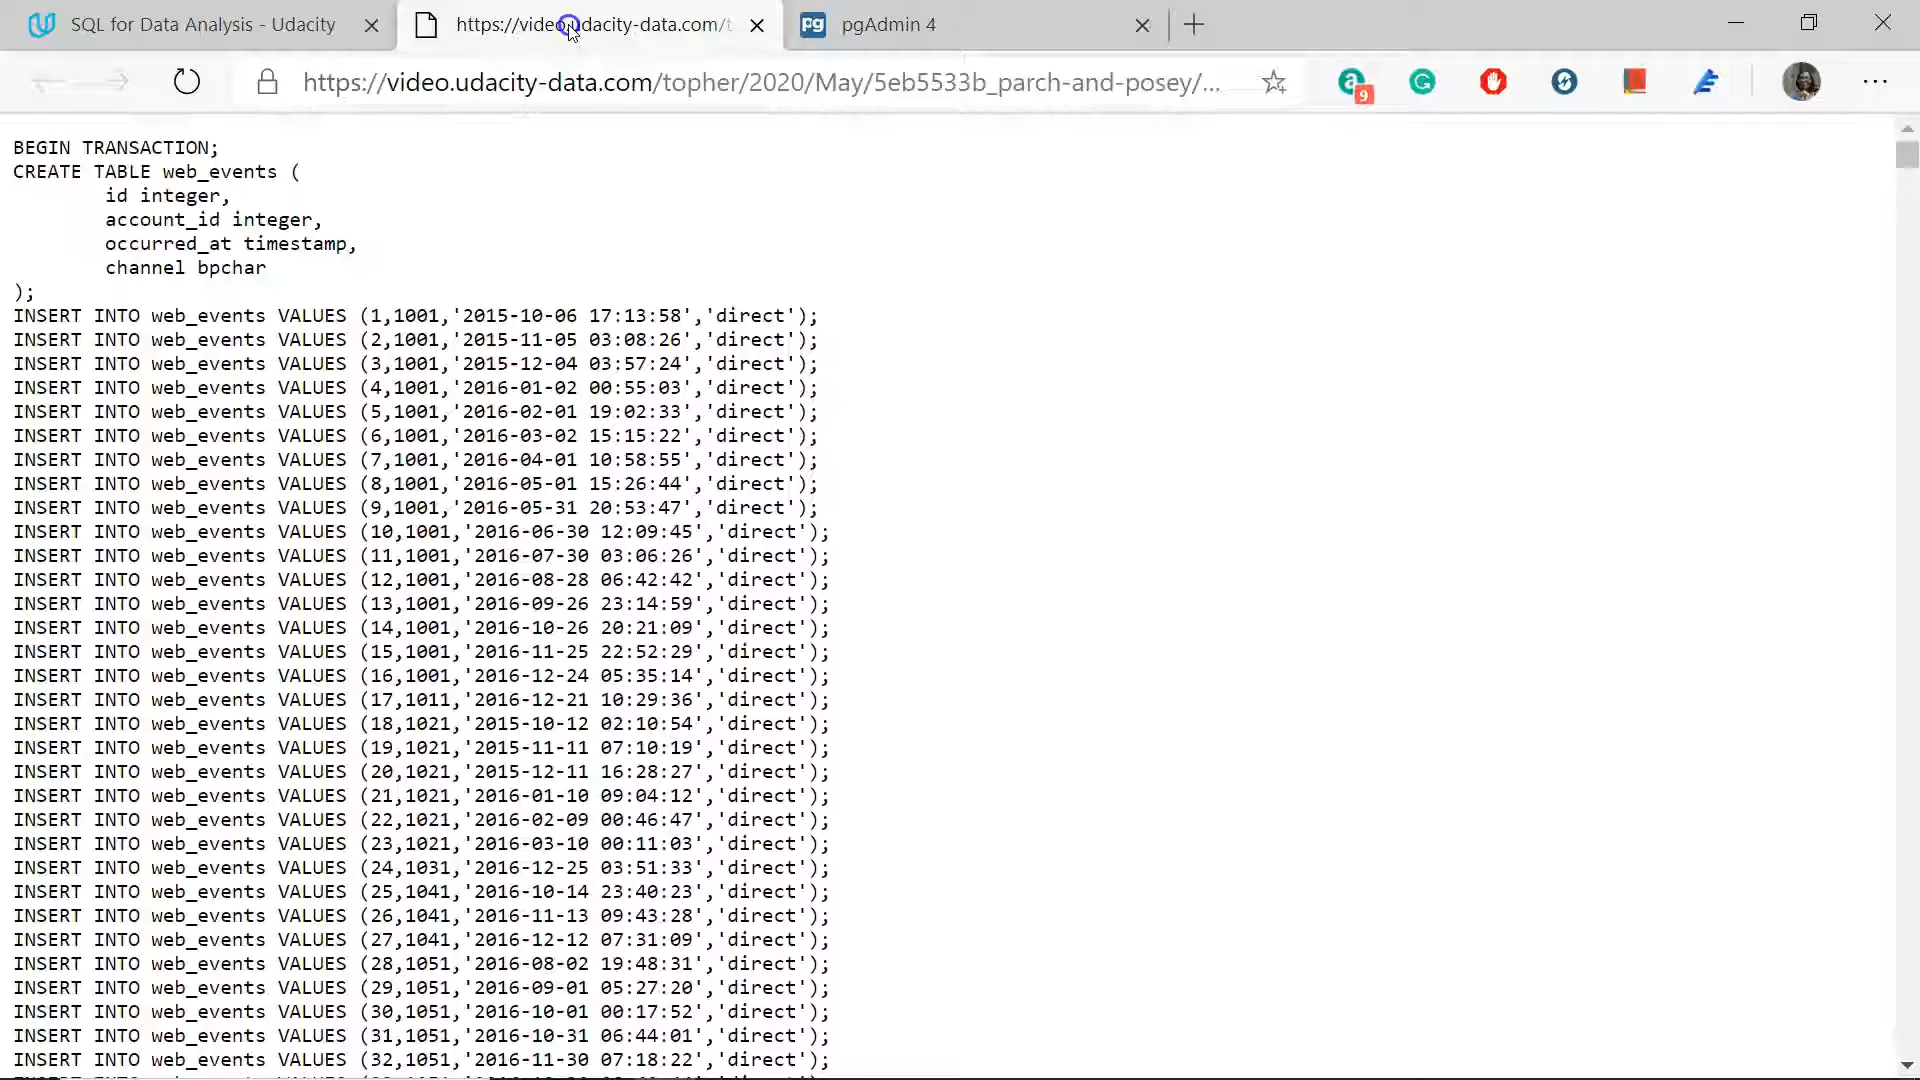 SQL for Data Analysis - Udacity
https://video.udacity-data.com/t
pgAdmin 4
https://video.udacity-data.com/topher/2020/May/5eb5533b_parch-and-posey/...
9
BEGIN TRANSACTION;
CREATE TABLE web_events (
id integer,
account_id integer,
occurred_at timestamp,
channel bpchar
);
INSERT INTO web_events VALUES (1,1001,'2015-10-06 17:13:58','direct');
INSERT INTO web_events VALUES (2,1001,'2015-11-05 03:08:26','direct');
INSERT INTO web_events VALUES (3,1001,'2015-12-04 03:57:24','direct');
INSERT INTO web_events VALUES (4,1001,'2016-01-02 00:55:03','direct');
INSERT INTO web_events VALUES (5,1001,'2016-02-01 19:02:33','direct');
INSERT INTO web_events VALUES (6,1001,'2016-03-02 15:15:22','direct');
INSERT INTO web_events VALUES (7,1001,'2016-04-01 10:58:55','direct');
INSERT INTO web_events VALUES (8,1001,'2016-05-01 15:26:44','direct');
INSERT INTO web_events VALUES (9,1001,'2016-05-31 20:53:47','direct');
INSERT INTO web_events VALUES (10,1001,'2016-06-30 12:09:45','direct');
INSERT INTO web_events VALUES (11,1001,'2016-07-30 03:06:26','direct');
INSERT INTO web_events VALUES (12,1001,'2016-08-28 06:42:42','direct');
INSERT INTO web_events VALUES (13,1001,'2016-09-26 23:14:59','direct');
INSERT INTO web_events VALUES (14,1001,'2016-10-26 20:21:09','direct');
INSERT INTO web_events VALUES (15,1001,'2016-11-25 22:52:29','direct');
INSERT INTO web_events VALUES (16,1001,'2016-12-24 05:35:14','direct');
INSERT INTO web_events VALUES (17,1011,'2016-12-21 10:29:36','direct');
INSERT INTO web_events VALUES (18,1021,'2015-10-12 02:10:54','direct');
INSERT INTO web_events VALUES (19,1021,'2015-11-11 07:10:19','direct');
INSERT INTO web_events VALUES (20,1021,'2015-12-11 16:28:27','direct');
INSERT INTO web_events VALUES (21,1021,'2016-01-10 09:04:12','direct');
INSERT INTO web_events VALUES (22,1021,'2016-02-09 00:46:47','direct');
INSERT INTO web_events VALUES (23,1021,'2016-03-10 00:11:03','direct');
INSERT INTO web_events VALUES (24,1031,'2016-12-25 03:51:33','direct');
INSERT INTO web_events VALUES (25,1041,'2016-10-14 23:40:23','direct');
INSERT INTO web_events VALUES (26,1041,'2016-11-13 09:43:28','direct');
INSERT INTO web_events VALUES (27,1041,'2016-12-12 07:31:09','direct');
INSERT INTO web_events VALUES (28,1051,'2016-08-02 19:48:31','direct');
INSERT INTO web_events VALUES (29,1051,'2016-09-01 05:27:20','direct');
INSERT INTO web_events VALUES (30,1051,'2016-10-01 00:17:52','direct');
INSERT INTO web_events VALUES (31,1051,'2016-10-31 06:44:01','direct');
INSERT INTO web_events VALUES (32,1051,'2016-11-30 07:18:22','direct');